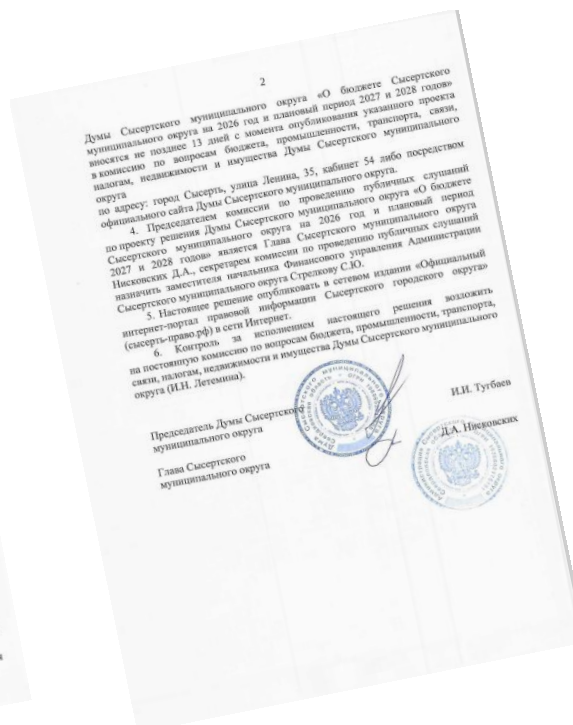 2
Думы Сысертского муниципального округа «О бюджете Сысертского
муниципального округа на 2026 год и плановый период 2027 и 2028 годов»
вносятся не позднее 13 дней с момента опубликования указанного проекта
в комиссию по вопросам бюджета, промышленности, транспорта, связи,
налогам, недвижимости и имущества Думы Сысертского муниципального
округа
по адресу: город Сысерть, улица Ленина, 35, кабинет 54 либо посредством
официального сайта Думы Сысертского муниципального округа.
4. Председателем комиссии по проведению публичных слушаний
по проекту решения Думы Сысертского муниципального округа «О бюджете
Сысертского муниципального округа на 2026 год и плановый период
2027 и 2028 годов» является Глава Сысертского муниципального округа
Нисковских Д.А., секретарем комиссии по проведению публичных слушаний
назначить заместителя начальника Финансового управления Администрации
Сысертского муниципального округа Стрелкову С.Ю.
5. Настоящее решение опубликовать в сетевом издании «Официальный
интернет-портал правовой информации Сысертского городского округа»
(сысерть-право.рф) в сети Интернет.
6. Контроль за исполнением настоящего решения возложить
на постоянную комиссию по вопросам бюджета, промышленности, транспорта,
связи, налогам, недвижимости и имущества Думы Сысертского муниципального
округа (И.Н. Летемина).
Председатель Думы Сысертского
муниципального округа
И.И. Тугбаев
Глава Сысертского
муниципального округа
Д.А. Нисковских